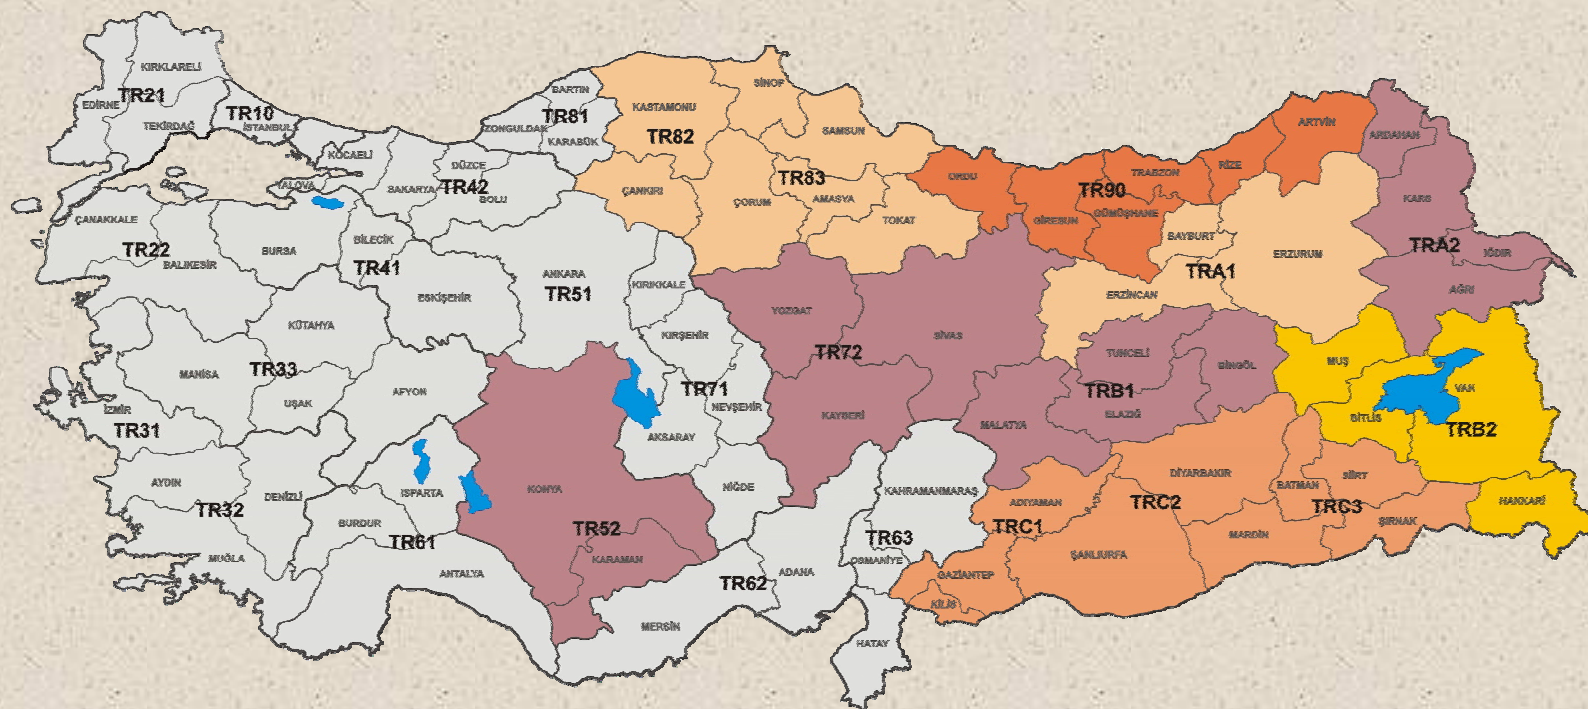 KIRKLARELİ
EDİRNE
TR21
TEKİRDAĞ
TR10
İSTANBUL
KOCAELİ
YALOVA
SAKARYA
DÜZCE
TR42
BOLU
BARTIN
TR81
ZONGULDAK
KARABÜK
KASTAMONU
TR82
ÇANKIRI
SİNOP
SAMSUN
TR83
ÇORUM
AMASYA
TOKAT
ORDU
GİRESUN
TR90
TRABZON
GÜMÜŞHANE
RİZE
ARTVİN
ARDAHAN
KARS
TRA2
IĞDIR
AĞRI
BAYBURT
TRA1
ERZURUM
ERZİNCAN
ÇANAKKALE
TR22
BALIKESİR
BURSA
BİLECİK
TR41
ESKİŞEHİR
ANKARA
TR51
KIRIKKALE
KIRŞEHİR
TR71
NEVŞEHİR
AKSARAY
NİĞDE
YOZGAT
SİVAS
TR72
KAYSERİ
KÜTAHYA
MANİSA
TR33
UŞAK
AFYON
İZMİR
TR31
AYDIN
TR32
DENİZLİ
MUĞLA
ISPARTA
BURDUR
TR61
ANTALYA
KONYA
TR52
KARAMAN
MERSİN
TR62
ADANA
KAHRAMANMARAŞ
TR63
OSMANİYE
HATAY
TUNCELİ
BİNGÖL
TRB1
ELAZIĞ
MALATYA
MUŞ
BİTLİS
VAN
TRB2
HAKKARİ
ADIYAMAN
TRC1
GAZİANTEP
KİLİS
DİYARBAKIR
TRC2
ŞANLIURFA
BATMAN
SİİRT
TRC3
MARDİN
ŞIRNAK